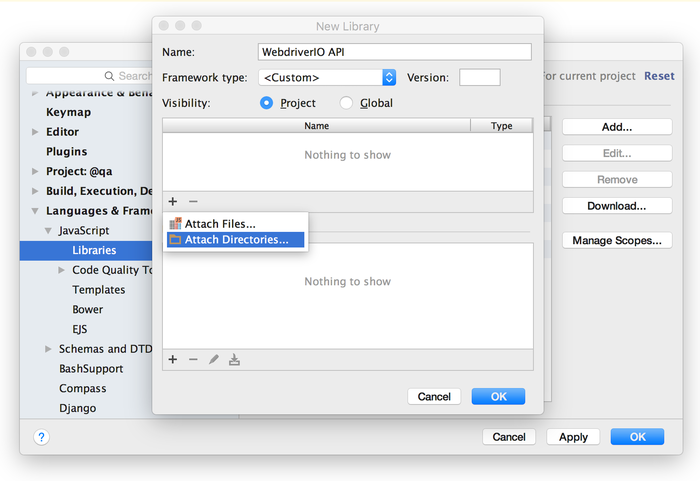 New Library
Name: WebdriverIO API
Framework type: <Custom> Version:
Visibility: Project Global
Name Type
Nothing to show
+ −
Attach Files...
Attach Directories...
Nothing to show
+ −
Cancel OK
Search
For current project Reset
Appearance & Beha
Keymap
Editor
Plugins
Project: @qa
Build, Execution, De
Languages & Fram
JavaScript
Libraries
Code Quality To
Templates
Bower
EJS
Schemas and DTD
BashSupport
Compass
Django
Add...
Edit...
Remove
Download...
Manage Scopes...
?
Cancel Apply OK